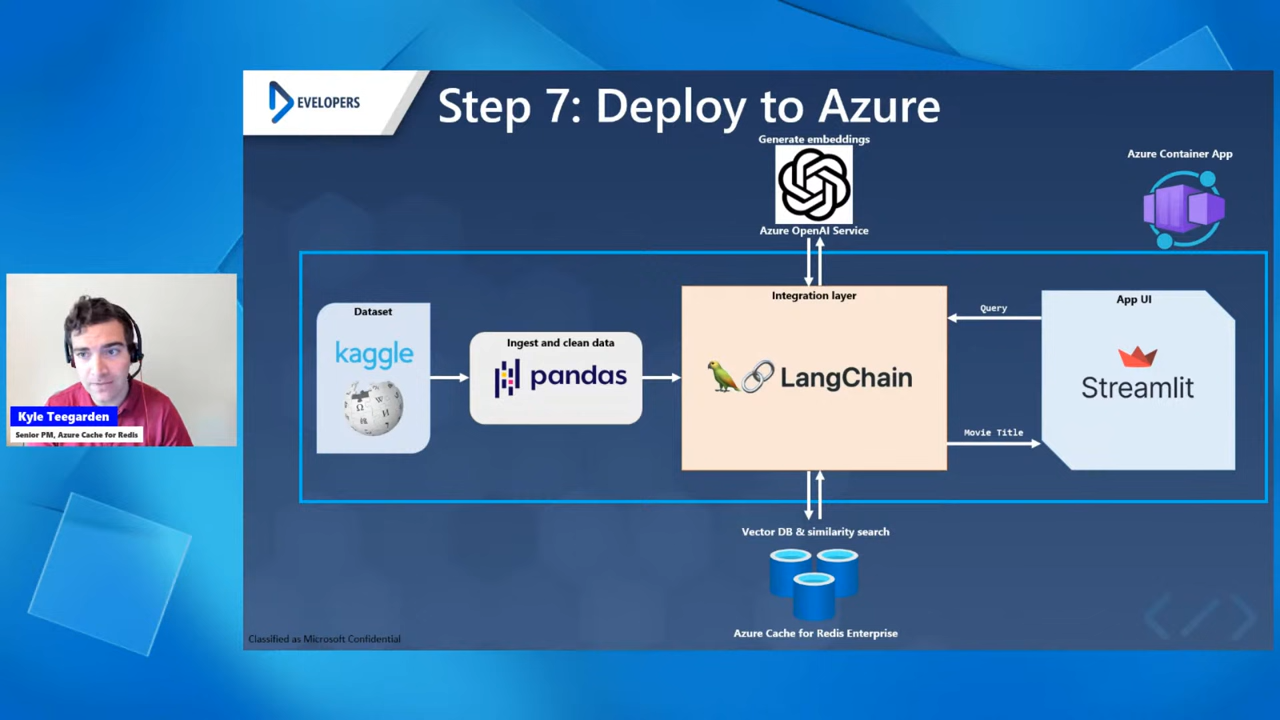 EVELOPERS
Step 7: Deploy to Azure
Generate embeddings
Azure OpenAI Service
Azure Container App
Dataset
kaggle
Ingest and clean data
pandas
Integration layer
LangChain
Query
Movie Title
App UI
Streamlit
Vector DB & similarity search
Azure Cache for Redis Enterprise
Classified as Microsoft Confidential
Kyle Teegarden
Senior PM, Azure Cache for Redis